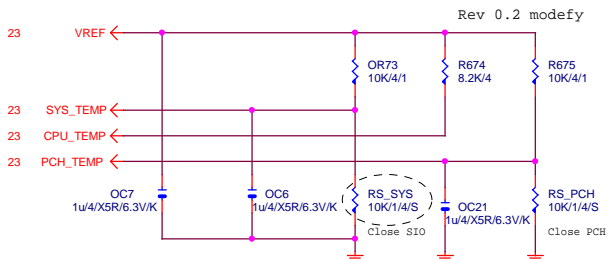 Rev 0.2 modefy
23 VREF
OR73
10K/4/1
R674
8.2K/4
R675
10K/4/1
23 SYS_TEMP
23 CPU_TEMP
23 PCH_TEMP
OC7
1u/4/X5R/6.3V/K
OC6
1u/4/X5R/6.3V/K
RS_SYS
10K/1/4/S
Close SIO
OC21
1u/4/X5R/6.3V/K
RS_PCH
10K/1/4/S
Close PCH